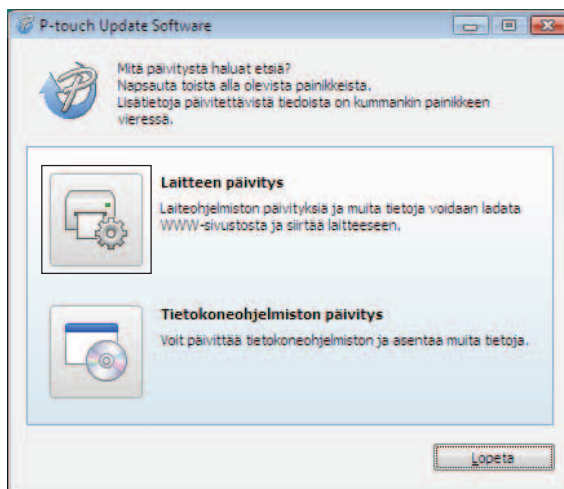 P-touch Update Software
Mitä päivitystä haluat etsiä?
Napsauta toista alla olevista painikkeista.
Lisätietoja päivitettävistä tiedoista on kummankin painikkeen
vieressä.
Laitteen päivitys
Laiteohjelmiston päivityksiä ja muita tietoja voidaan ladata
WWW-sivustosta ja siirtää laitteeseen.
Tietokoneohjelmiston päivitys
Voit päivittää tietokoneohjelmiston ja asentaa muita tietoja.
Lopeta